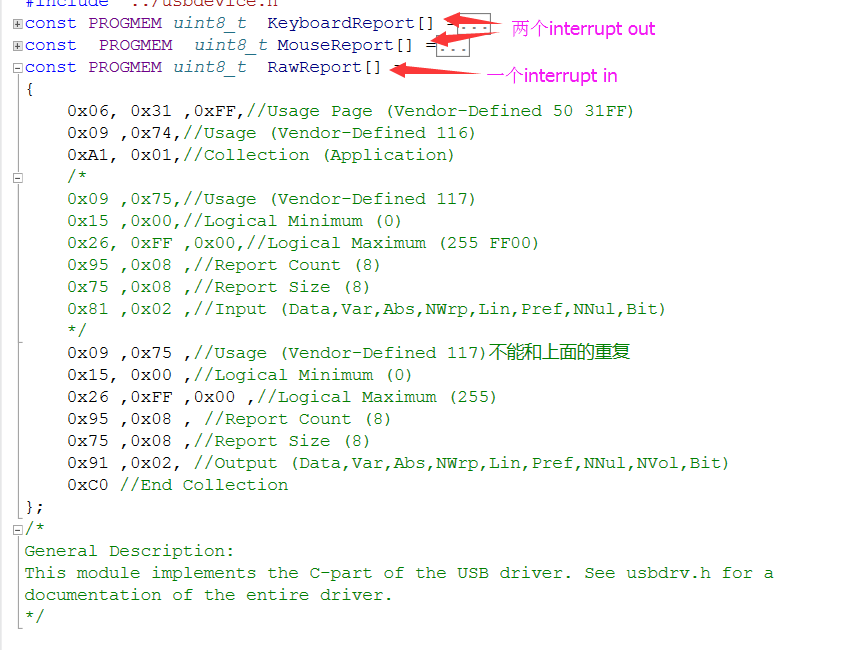 #include "../usbdevice.h"
const PROGMEM uint8_t KeyboardReport[] =...
两个interrupt out
const PROGMEM uint8_t MouseReport[] =...
const PROGMEM uint8_t RawReport[] =
一个interrupt in
{
0x06, 0x31 ,0xFF,//Usage Page (Vendor-Defined 50 31FF)
0x09 ,0x74,//Usage (Vendor-Defined 116)
0xA1, 0x01,//Collection (Application)
/*
0x09 ,0x75,//Usage (Vendor-Defined 117)
0x15 ,0x00,//Logical Minimum (0)
0x26, 0xFF ,0x00,//Logical Maximum (255 FF00)
0x95 ,0x08 ,//Report Count (8)
0x75 ,0x08 ,//Report Size (8)
0x81 ,0x02 ,//Input (Data,Var,Abs,NWrp,Lin,Pref,NNul,Bit)
*/
0x09 ,0x75 ,//Usage (Vendor-Defined 117)不能和上面的重复
0x15, 0x00 ,//Logical Minimum (0)
0x26 ,0xFF ,0x00 ,//Logical Maximum (255)
0x95 ,0x08 , //Report Count (8)
0x75 ,0x08 ,//Report Size (8)
0x91 ,0x02, //Output (Data,Var,Abs,NWrp,Lin,Pref,NNul,NVol,Bit)
0xC0 //End Collection
};
/*
General Description:
This module implements the C-part of the USB driver. See usbdrv.h for a
documentation of the entire driver.
*/